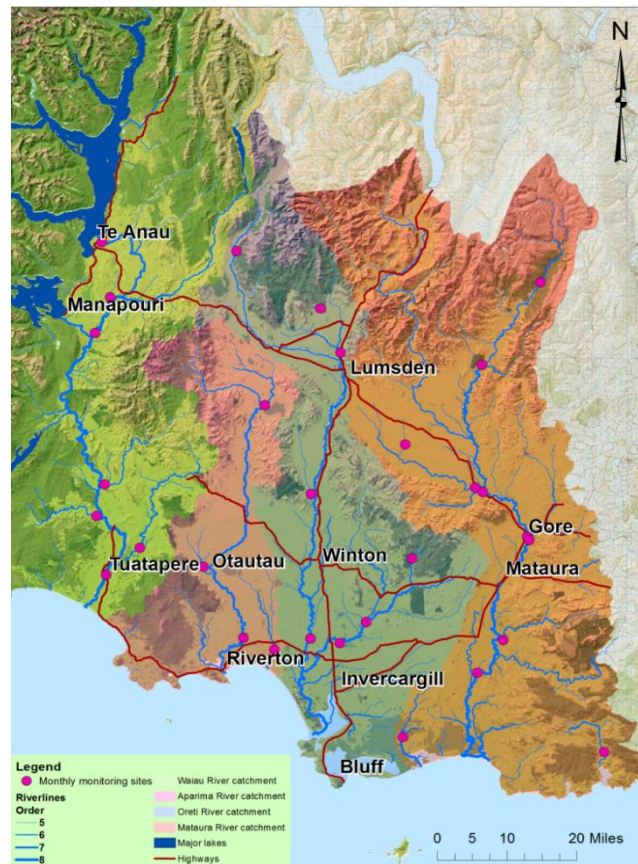 N
Te Anau
Manapouri
Lumsden
Gore
Tuatapere
Otautau
Winton
Mataura
Riverton
Invercargill
Bluff
Legend
Monthly monitoring sites
Riverlines
Order
5
6
7
8
Waiau River catchment
Aparima River catchment
Oreti River catchment
Mataura River catchment
Major lakes
Highways
0 5 10 20 Miles